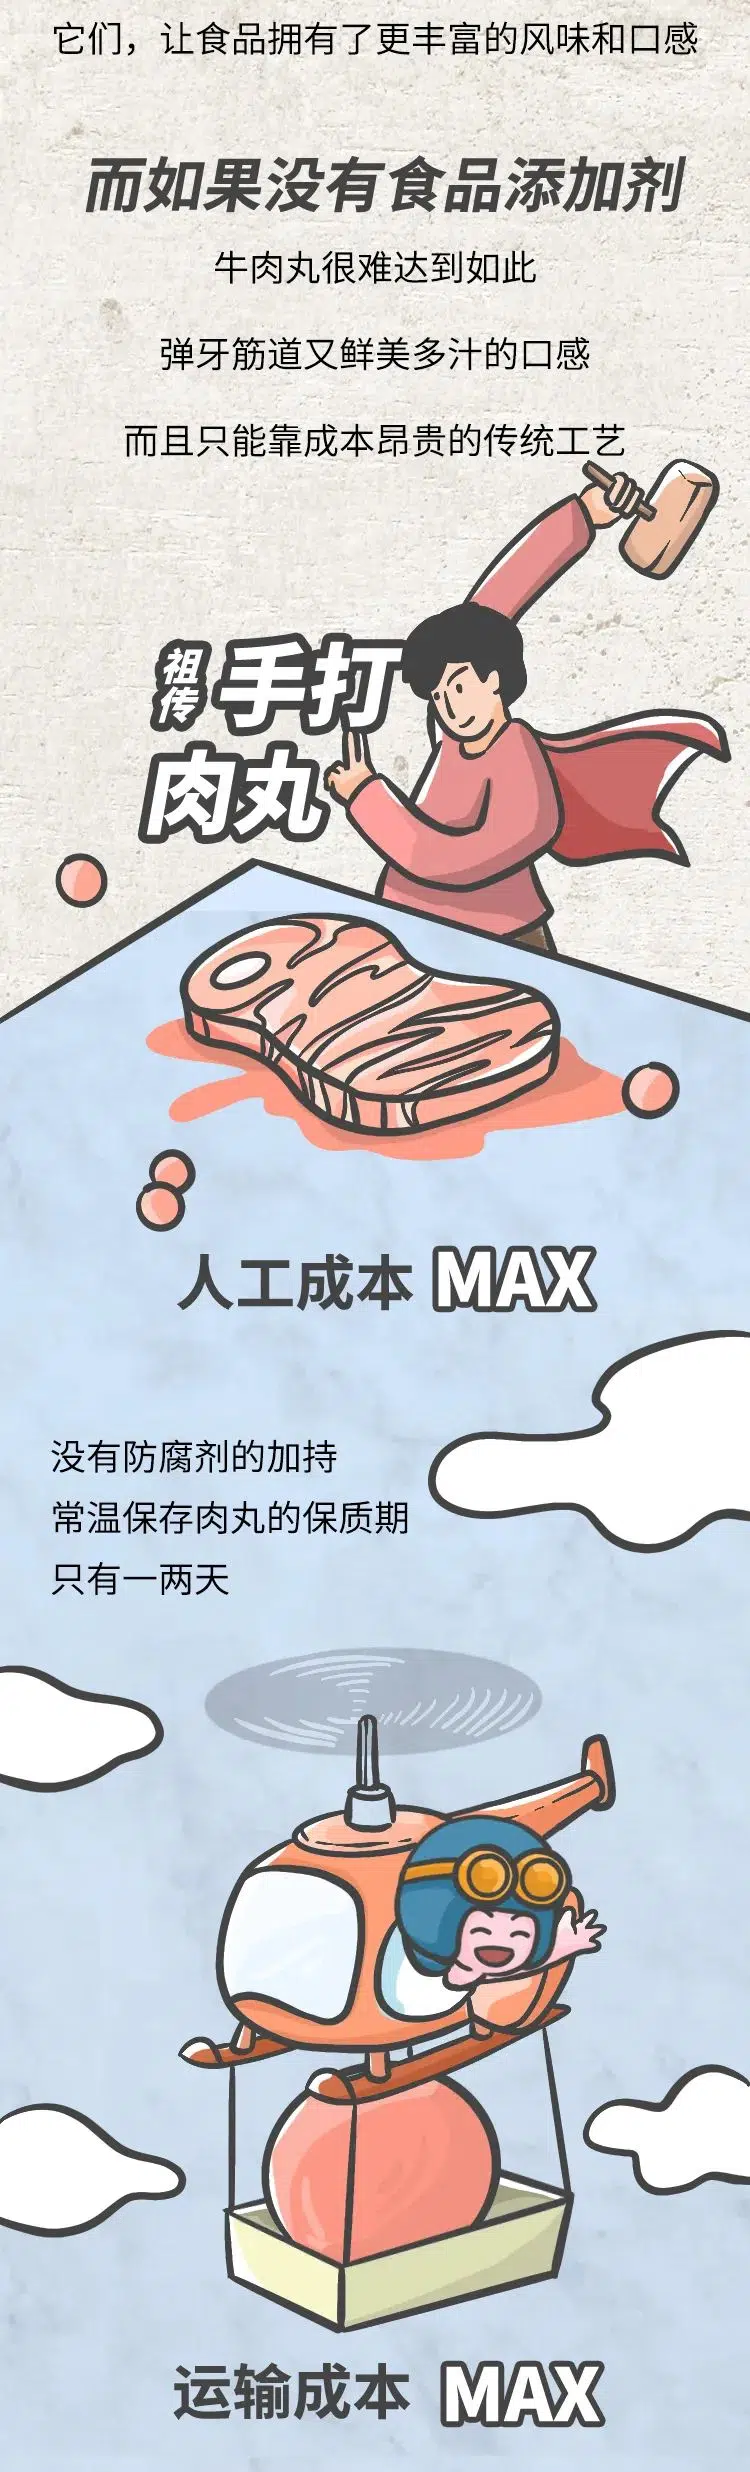 它们，让食品拥有了更丰富的风味和口感
而如果没有食品添加剂
牛肉丸很难达到如此
弹牙筋道又鲜美多汁的口感
而且只能靠成本昂贵的传统工艺
祖传 手打
肉丸
人工成本 MAX
没有防腐剂的加持
常温保存肉丸的保质期
只有一两天
运输成本 MAX